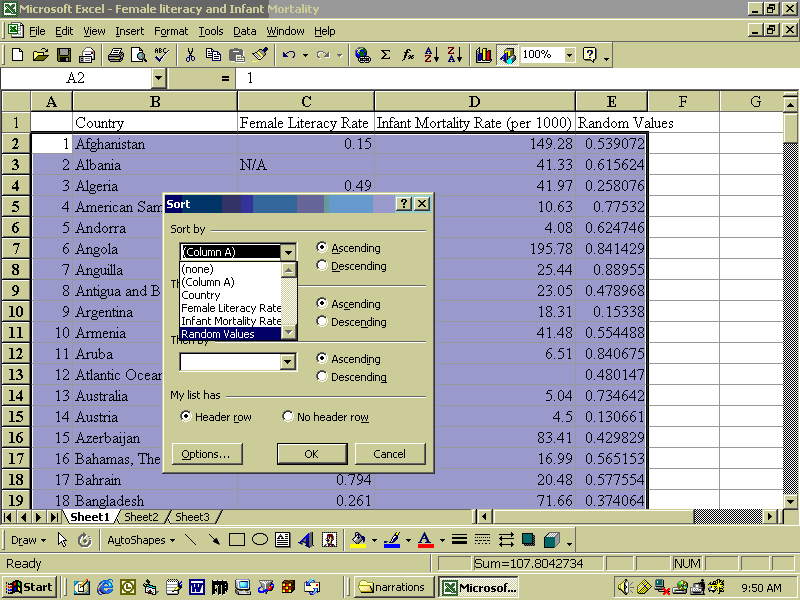 Microsoft Excel - Female literacy and Infant Mortality
File Edit View Insert Format Tools Data Window Help
100%
A2 = 1
A B C D E F G
1 Country Female Literacy Rate Infant Mortality Rate (per 1000) Random Values
2 1 Afghanistan 0.15 149.28 0.539072
3 2 Albania N/A 41.33 0.615624
4 3 Algeria 0.49 41.97 0.258076
5 4 American Sam 10.63 0.77532
6 5 Andorra 4.08 0.624746
7 6 Angola 195.78 0.841429
8 7 Anguilla 25.44 0.88955
9 8 Antigua and B 23.05 0.478968
10 9 Argentina 18.31 0.15338
11 10 Armenia 41.48 0.554488
12 11 Aruba 6.51 0.840675
13 12 Atlantic Ocean 0.480147
14 13 Australia 5.04 0.734642
15 14 Austria 4.5 0.130661
16 15 Azerbaijan 83.41 0.429829
17 16 Bahamas, The 16.99 0.565153
18 17 Bahrain 0.794 20.48 0.577554
19 18 Bangladesh 0.261 71.66 0.374064
Sort
Sort by
(Column A)
Ascending
Descending
(none)
(Column A)
Country
Female Literacy Rate
Infant Mortality Rate
Random Values
Ascending
Descending
Then by
Ascending
Descending
My list has
Header row
No header row
Options...
OK
Cancel
Sheet1 Sheet2 Sheet3
Draw AutoShapes
Ready Sum=107.8042734 NUM
Start narrations Microsof... 9:50 AM